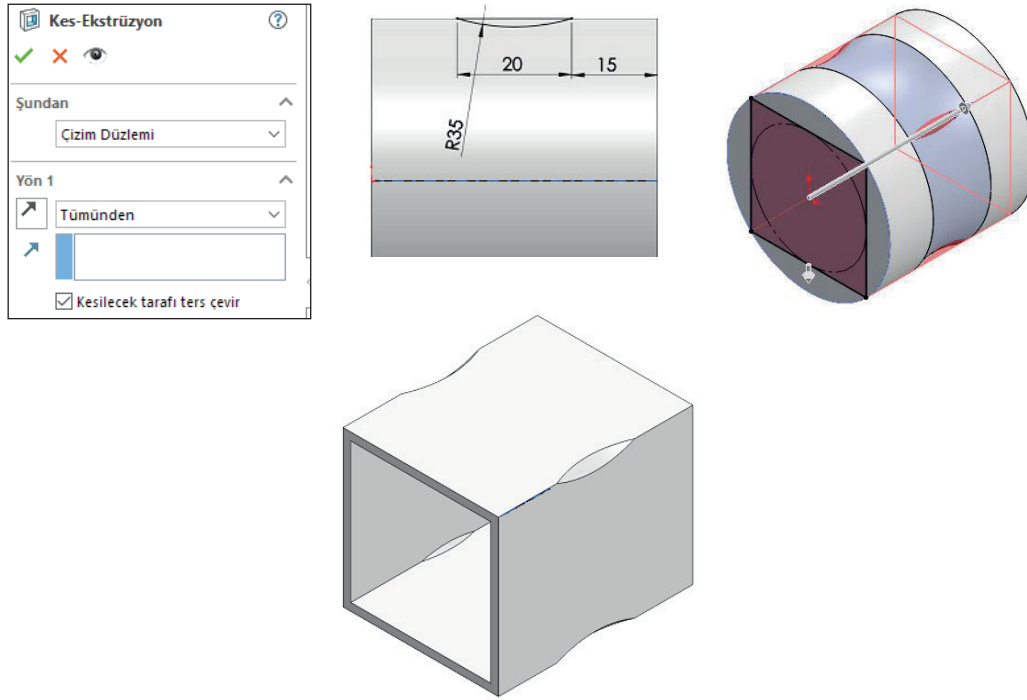 Kes-Ekstrüzyon
Şundan
Çizim Düzlemi
Yön 1
Tümünden
Kesilecek tarafı ters çevir
20
15
R35